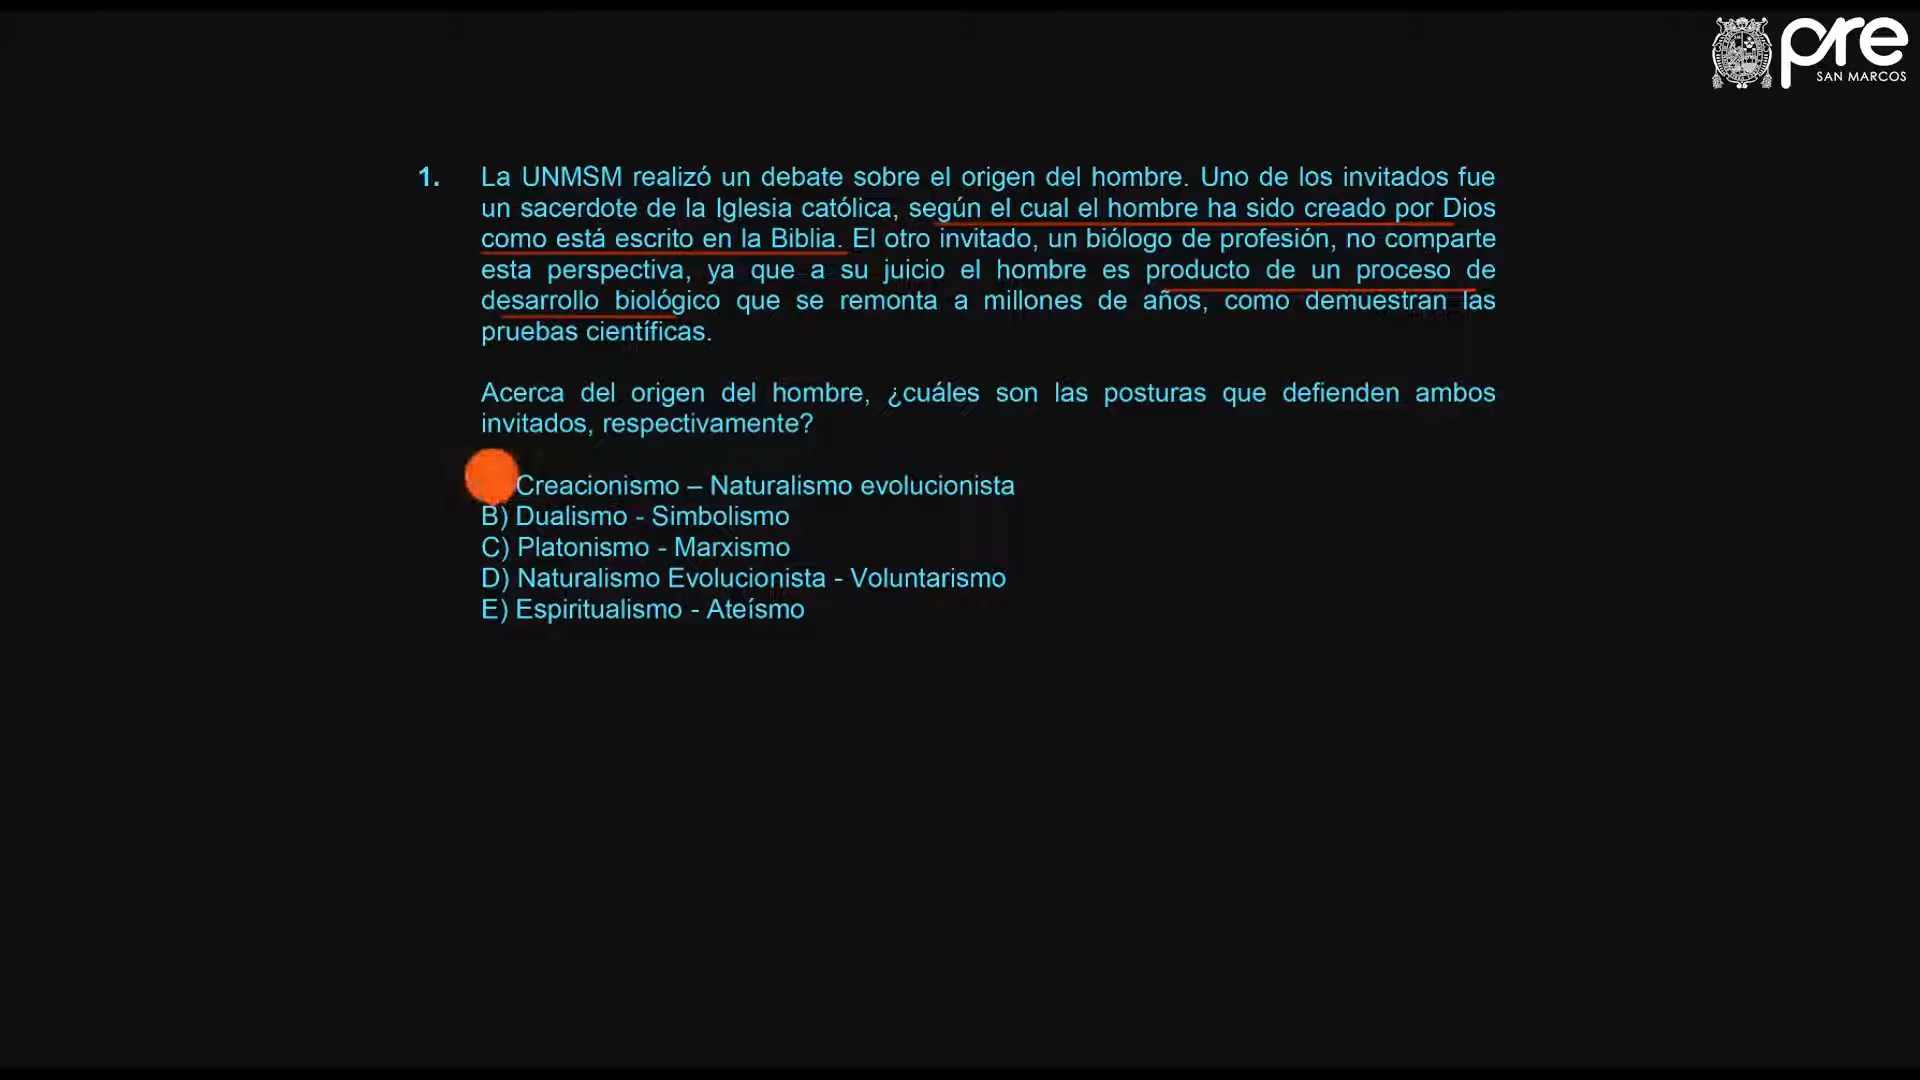 pre
SAN MARCOS
1. La UNMSM realizó un debate sobre el origen del hombre. Uno de los invitados fue
un sacerdote de la Iglesia católica, según el cual el hombre ha sido creado por Dios
como está escrito en la Biblia. El otro invitado, un biólogo de profesión, no comparte
esta perspectiva, ya que a su juicio el hombre es producto de un proceso de
desarrollo biológico que se remonta a millones de años, como demuestran las
pruebas científicas.
Acerca del origen del hombre, ¿cuáles son las posturas que defienden ambos
invitados, respectivamente?
Creacionismo – Naturalismo evolucionista
B) Dualismo - Simbolismo
C) Platonismo - Marxismo
D) Naturalismo Evolucionista - Voluntarismo
E) Espiritualismo - Ateísmo